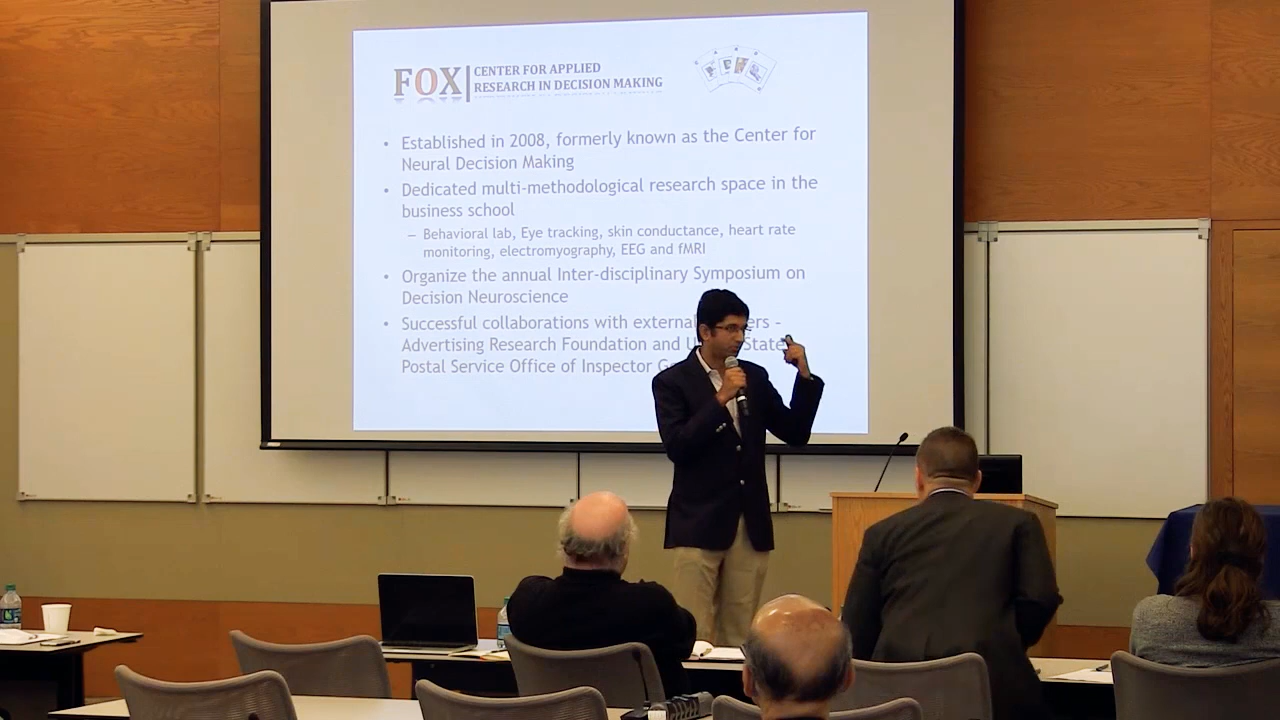 FOX CENTER FOR APPLIED
RESEARCH IN DECISION MAKING
• Established in 2008, formerly known as the Center for
Neural Decision Making
• Dedicated multi-methodological research space in the
business school
– Behavioral lab, Eye tracking, skin conductance, heart rate
monitoring, electromyography, EEG and fMRI
• Organize the annual Inter-disciplinary Symposium on
Decision Neuroscience
• Successful collaborations with external –
Advertising Research Foundation and
Postal Service Office of Inspector